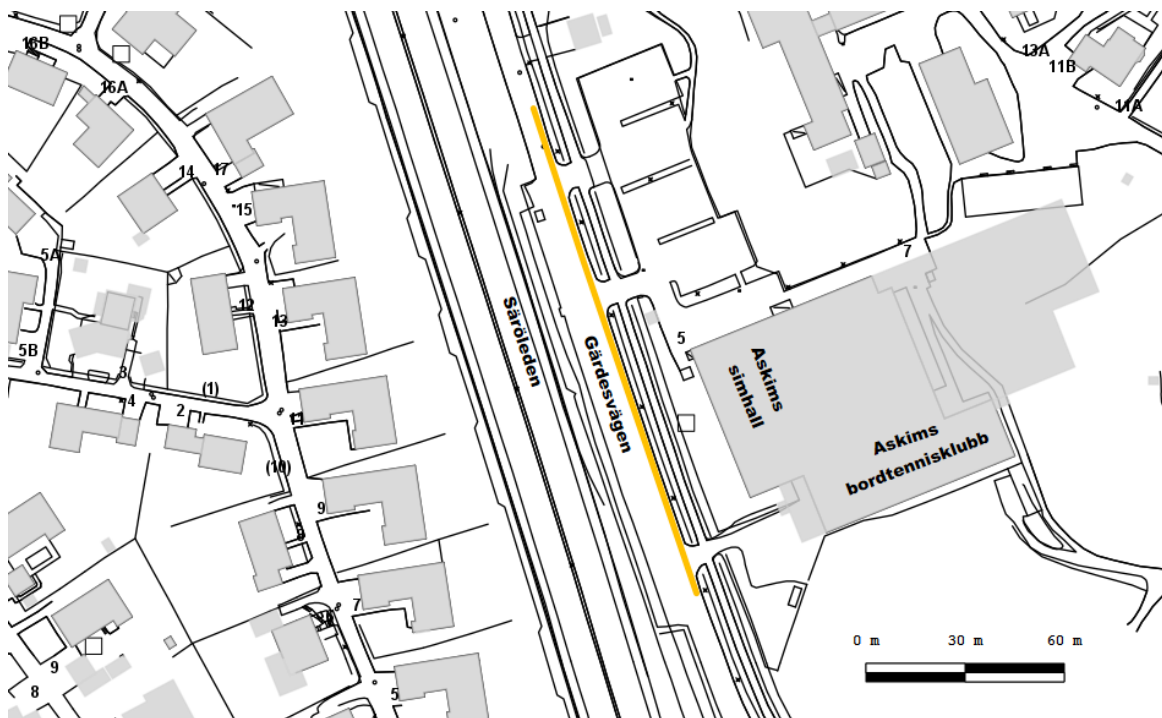 16B
16A
14
17
15
5A
12
13
5B
3
(1)
4
2
11
(10)
9
8
7
5
9
8
13A
11B
11A
7
5
Säröleden
Gärdesvägen
Askims
simhall
Askims
bordtennisklubb
0 m
30 m
60 m